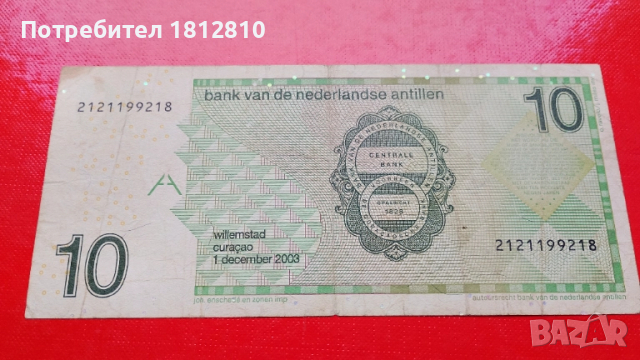 Потребител 1812810
bank van de nederlandse antillen
10
2121199218
CENTRALE
BANK
1828
willemstad
curaçao
1 december 2003
2121199218
10
joh. enschedé en zonen imp.
auteursrecht bank van de nederlandse antillen
BAZAR